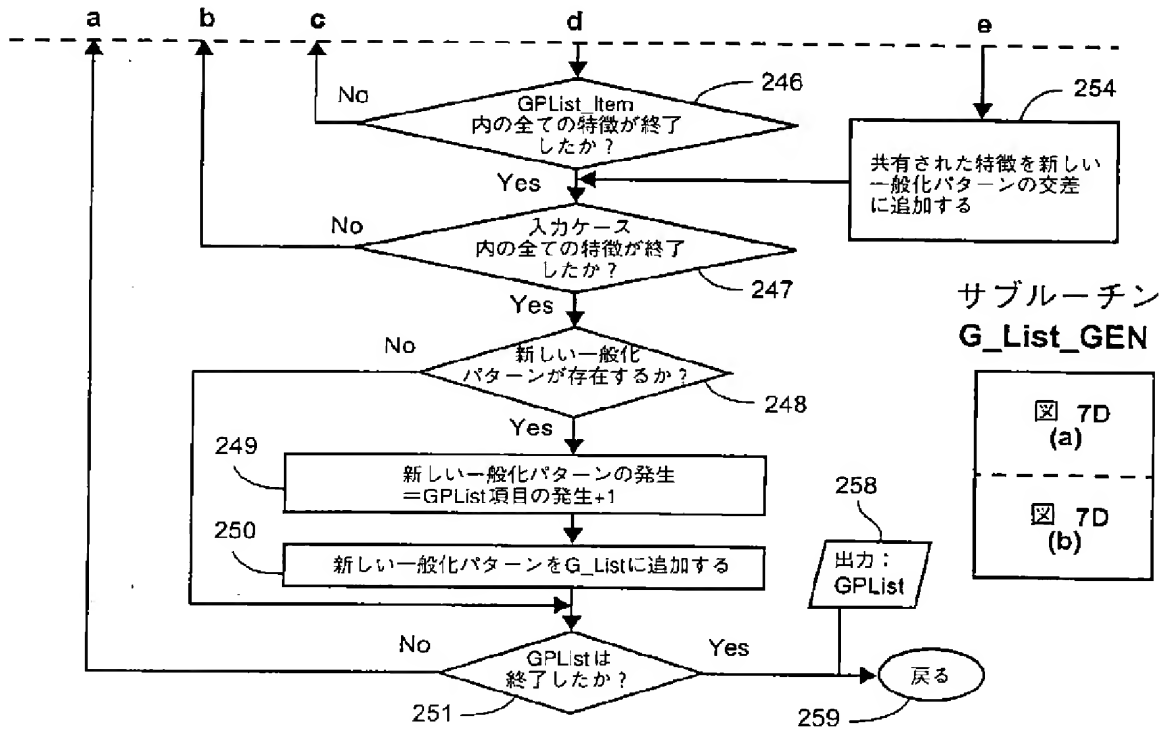 a
b
c
d
e
No
GPList_Item
内の全ての特徴が終了
したか？
246
254
共有された特徴を新しい
一般化パターンの交差
に追加する
Yes
No
入力ケース
内の全ての特徴が終了
したか？
247
Yes
サブルーチン
G_List_GEN
No
新しい一般化
パターンが存在するか？
248
図 7D
(a)
図 7D
(b)
Yes
249
新しい一般化パターンの発生
＝GPList項目の発生+1
258
250
新しい一般化パターンをG_Listに追加する
出力：
GPList
No
GPListは
終了したか？
Yes
251
戻る
259